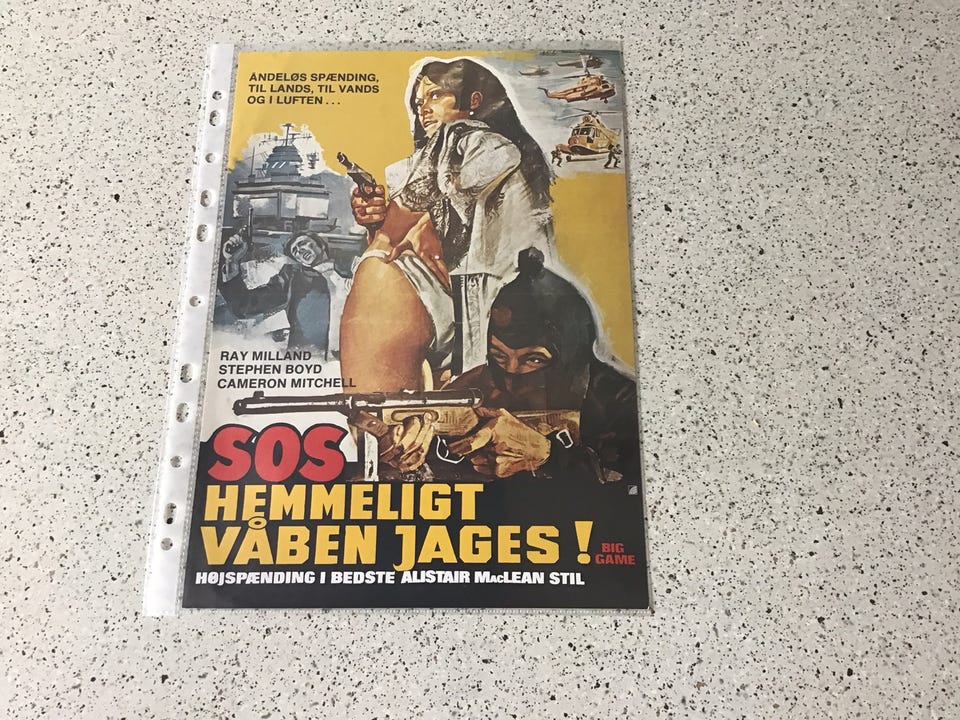 ÅNDELØS SPÆNDING,
TIL LANDS, TIL VANDS
OG I LUFTEN...
RAY MILLAND
STEPHEN BOYD
CAMERON MITCHELL
SOS
HEMMELIGT
VÅBEN JAGES!
BIG
GAME
HØJSPÆNDING I BEDSTE ALISTAIR MACLEAN STIL